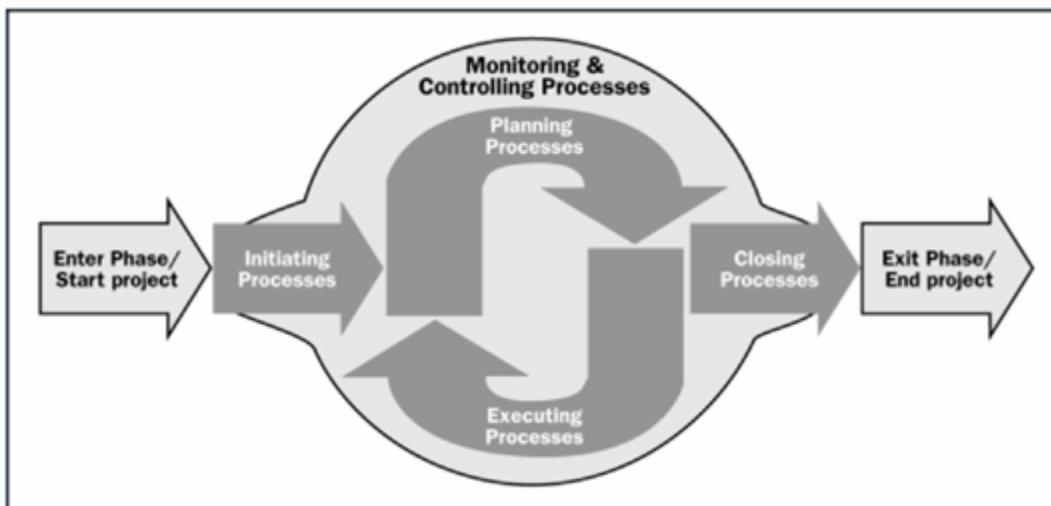 Monitoring &
Controlling Processes
Planning
Processes
Enter Phase/
Start project
Initiating
Processes
Closing
Processes
Exit Phase/
End project
Executing
Processes